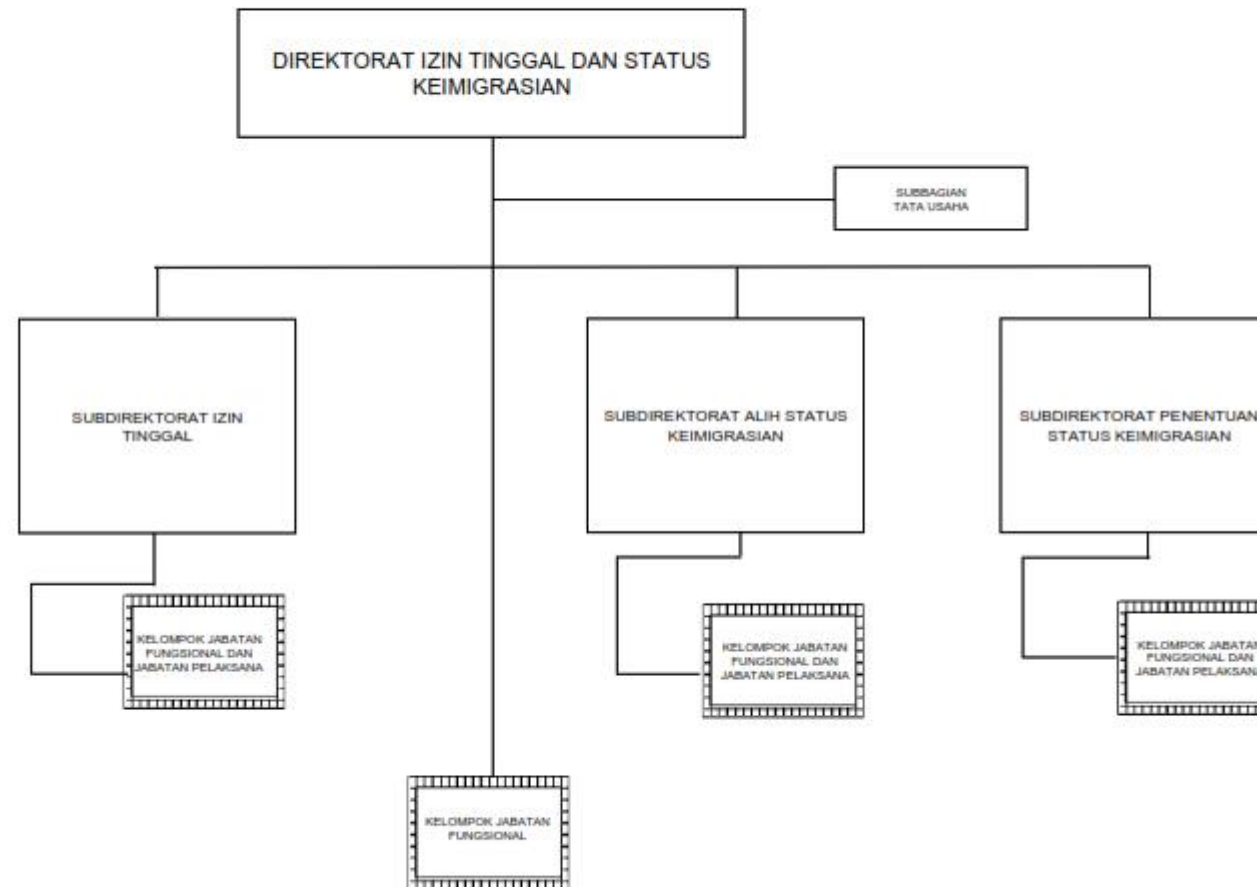 DIREKTORAT IZIN TINGGAL DAN STATUS
KEIMIGRASIAN
SUBBAGIAN
TATA USAHA
SUBDIREKTORAT IZIN
TINGGAL
SUBDIREKTORAT ALIH STATUS
KEIMIGRASIAN
SUBDIREKTORAT PENENTUAN
STATUS KEIMIGRASIAN
KELOMPOK JABATAN
FUNGSIONAL DAN
JABATAN PELAKSANA
KELOMPOK JABATAN
FUNGSIONAL DAN
JABATAN PELAKSANA
KELOMPOK JABATAN
FUNGSIONAL DAN
JABATAN PELAKSANA
KELOMPOK JABATAN
FUNGSIONAL